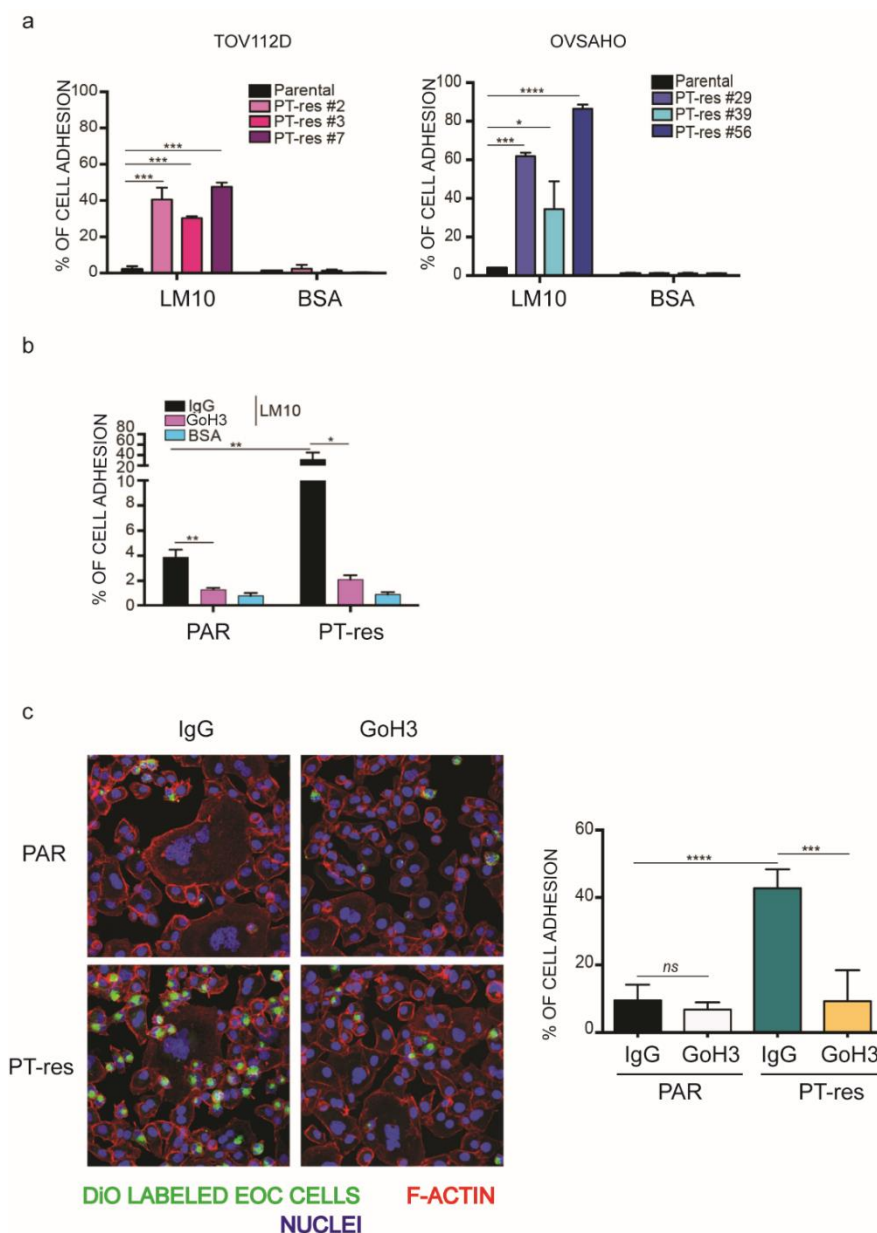 a
TOV112D
OVSAHO
% OF CELL ADHESION
100
80
60
40
20
0
Parental
PT-res #2
PT-res #3
PT-res #7
***
***
***
LM10
BSA
% OF CELL ADHESION
100
80
60
40
20
0
Parental
PT-res #29
PT-res #39
PT-res #56
****
*
***
LM10
BSA
b
IgG
GoH3
BSA
LM10
% OF CELL ADHESION
80
60
40
20
10
8
6
4
2
0
**
*
**
PAR
PT-res
c
IgG
GoH3
PAR
PT-res
DiO LABELED EOC CELLS
F-ACTIN
NUCLEI
% OF CELL ADHESION
60
40
20
0
****
***
ns
IgG
GoH3
IgG
GoH3
PAR
PT-res